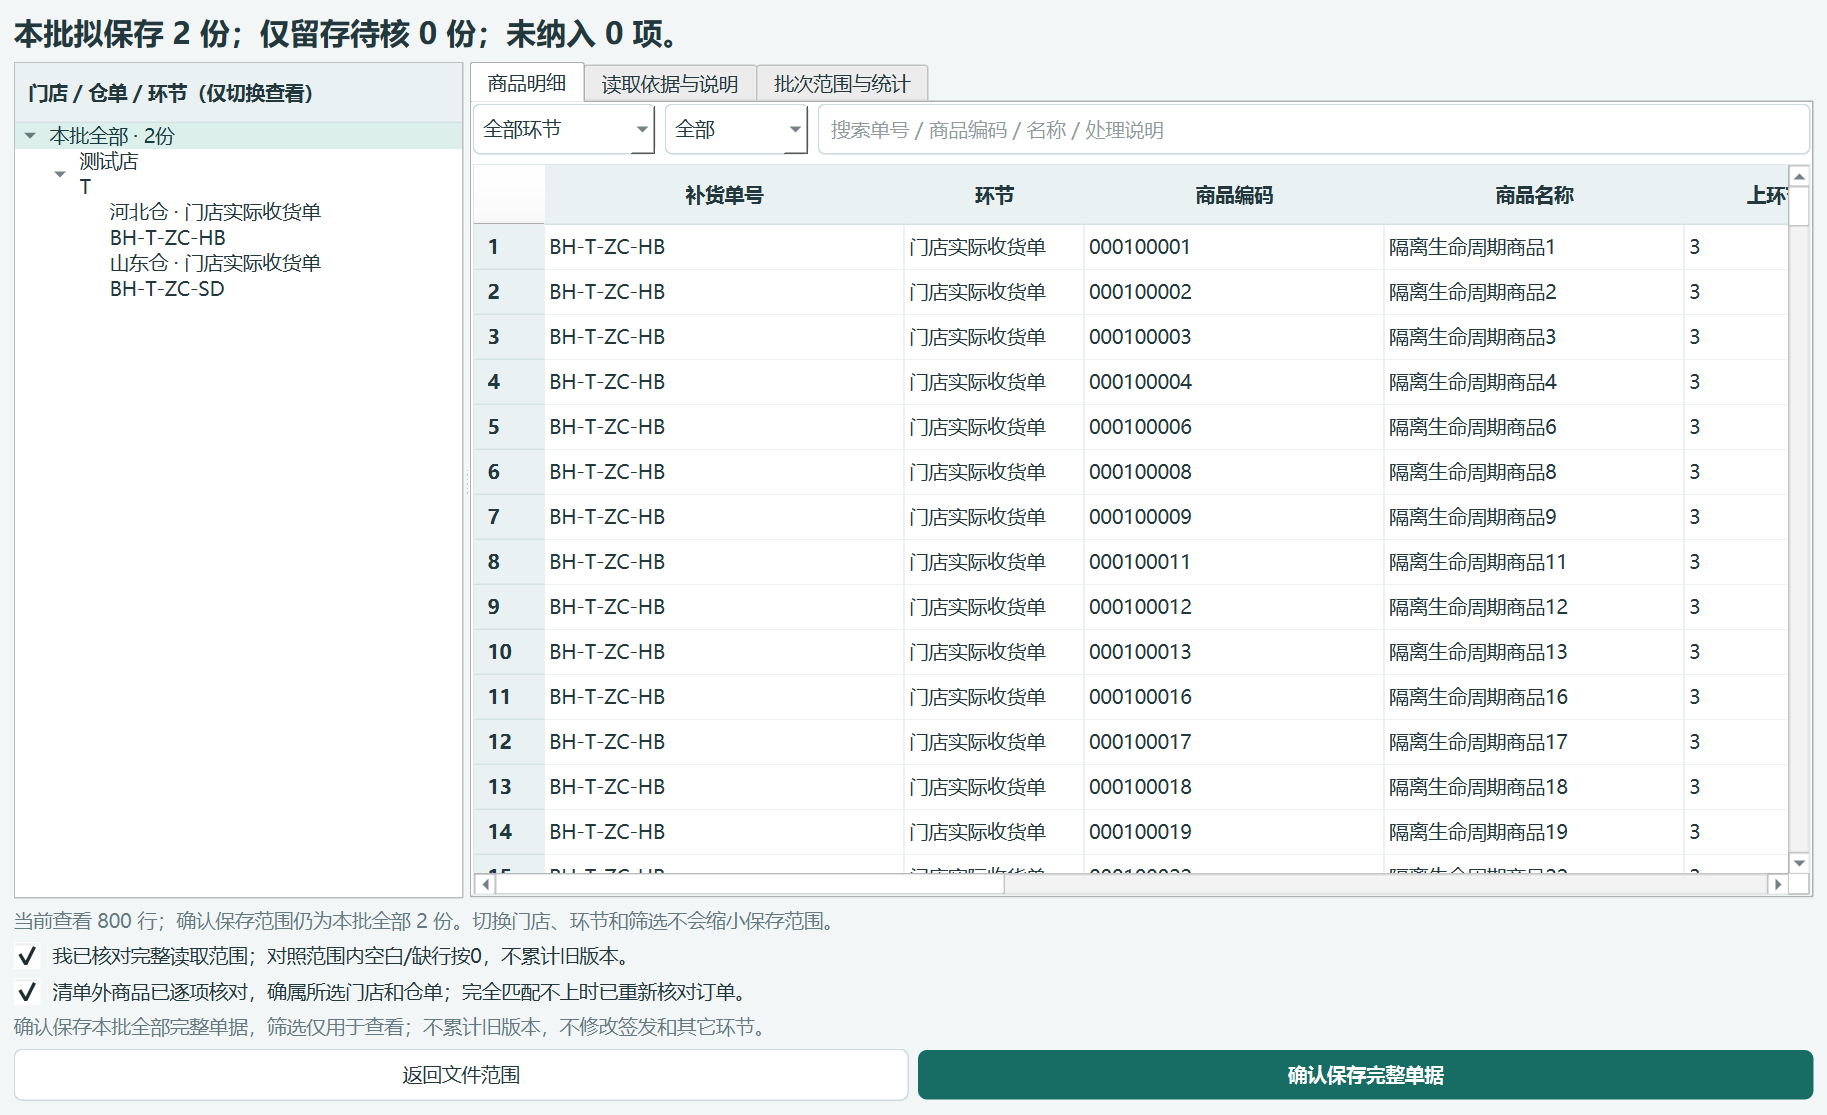 本批拟保存 2 份；仅留存待核 0 份；未纳入 0 项。
门店 / 仓单 / 环节（仅切换查看）
本批全部 · 2份
测试店
T
河北仓 · 门店实际收货单
BH-T-ZC-HB
山东仓 · 门店实际收货单
BH-T-ZC-SD
商品明细 读取依据与说明 批次范围与统计
全部环节 全部 搜索单号 / 商品编码 / 名称 / 处理说明
补货单号 环节 商品编码 商品名称 上环
1 BH-T-ZC-HB 门店实际收货单 000100001 隔离生命周期商品1 3
2 BH-T-ZC-HB 门店实际收货单 000100002 隔离生命周期商品2 3
3 BH-T-ZC-HB 门店实际收货单 000100003 隔离生命周期商品3 3
4 BH-T-ZC-HB 门店实际收货单 000100004 隔离生命周期商品4 3
5 BH-T-ZC-HB 门店实际收货单 000100006 隔离生命周期商品6 3
6 BH-T-ZC-HB 门店实际收货单 000100008 隔离生命周期商品8 3
7 BH-T-ZC-HB 门店实际收货单 000100009 隔离生命周期商品9 3
8 BH-T-ZC-HB 门店实际收货单 000100011 隔离生命周期商品11 3
9 BH-T-ZC-HB 门店实际收货单 000100012 隔离生命周期商品12 3
10 BH-T-ZC-HB 门店实际收货单 000100013 隔离生命周期商品13 3
11 BH-T-ZC-HB 门店实际收货单 000100016 隔离生命周期商品16 3
12 BH-T-ZC-HB 门店实际收货单 000100017 隔离生命周期商品17 3
13 BH-T-ZC-HB 门店实际收货单 000100018 隔离生命周期商品18 3
14 BH-T-ZC-HB 门店实际收货单 000100019 隔离生命周期商品19 3
当前查看 800 行；确认保存范围仍为本批全部 2 份。切换门店、环节和筛选不会缩小保存范围。
我已核对完整读取范围；对照范围内空白/缺行按0，不累计旧版本。
清单外商品已逐项核对，确属所选门店和仓单；完全匹配不上时已重新核对订单。
确认保存本批全部完整单据，筛选仅用于查看；不累计旧版本，不修改签发和其它环节。
返回文件范围 确认保存完整单据